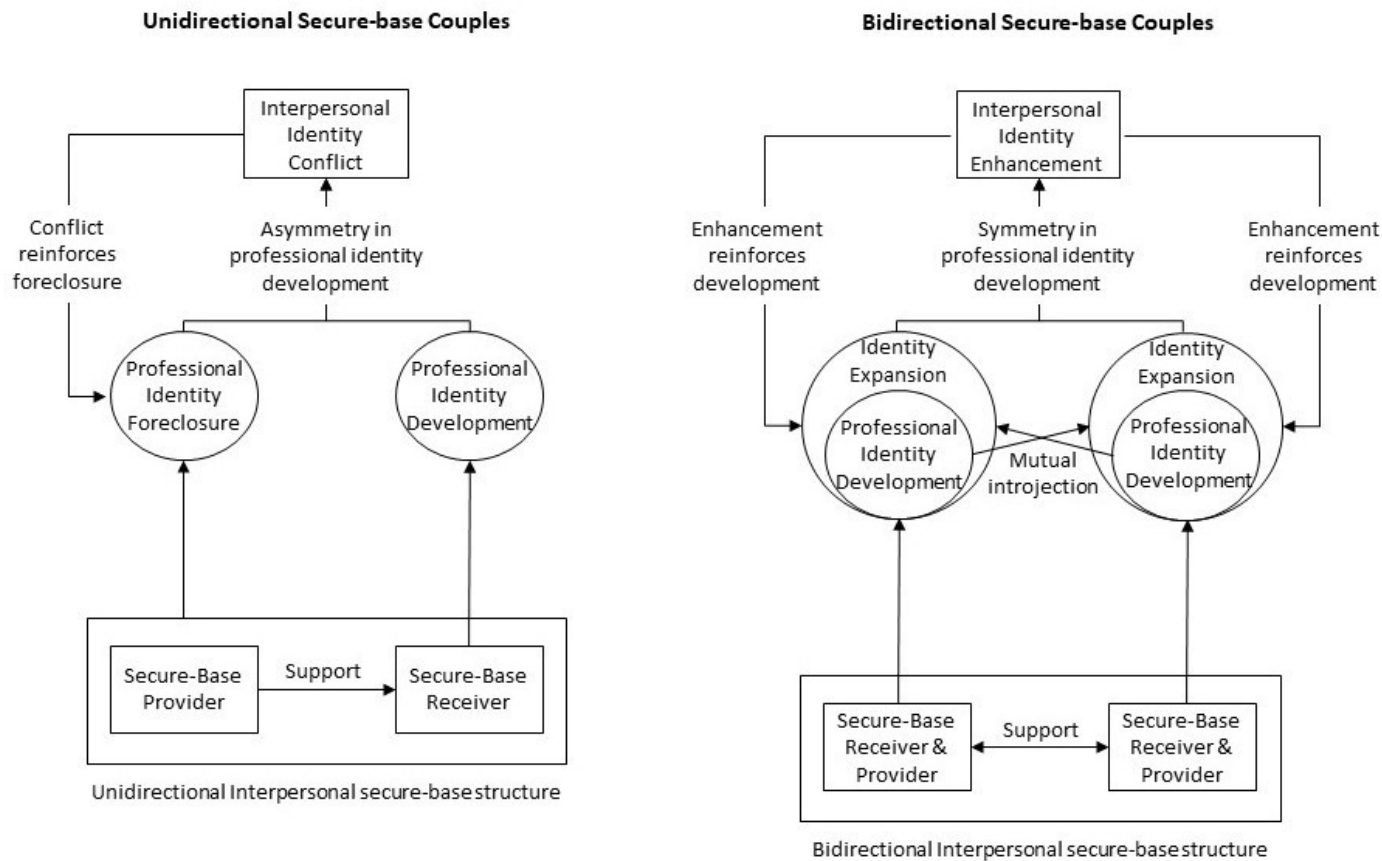 Unidirectional Secure-base Couples
Interpersonal
Identity
Conflict
Conflict
reinforces
foreclosure
Asymmetry in
professional identity
development
Professional
Identity
Foreclosure
Professional
Identity
Development
Secure-Base
Provider
Support
Secure-Base
Receiver
Unidirectional Interpersonal secure-base structure
Bidirectional Secure-base Couples
Interpersonal
Identity
Enhancement
Enhancement
reinforces
development
Symmetry in
professional identity
development
Enhancement
reinforces
development
Identity
Expansion
Professional
Identity
Development
Mutual
introjection
Identity
Expansion
Professional
Identity
Development
Secure-Base
Receiver &
Provider
Support
Secure-Base
Receiver &
Provider
Bidirectional Interpersonal secure-base structure